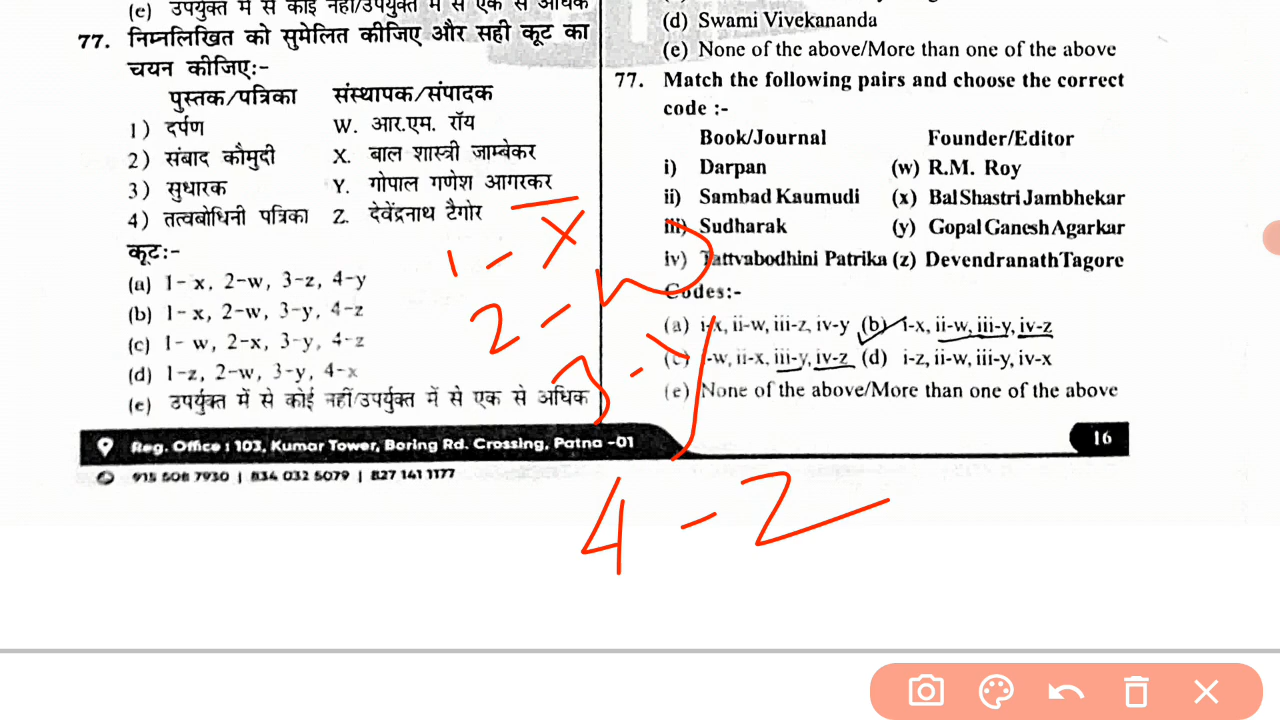 (e) उपर्युक्त में से कोई नहीं/उपर्युक्त में से एक से अधिक
77. निम्नलिखित को सुमेलित कीजिए और सही कूट का
चयन कीजिए:-
पुस्तक/पत्रिका संस्थापक/संपादक
1) दर्पण W. आर.एम. रॉय
2) संबाद कौमुदी X. बाल शास्त्री जाम्बेकर
3) सुधारक Y. गोपाल गणेश आगरकर
4) तत्वबोधिनी पत्रिका Z. देवेंद्रनाथ टैगोर
कूट:-
(a) 1-x, 2-w, 3-z, 4-y
(b) 1-x, 2-w, 3-y, 4-z
(c) 1-w, 2-x, 3-y, 4-z
(d) 1-z, 2-w, 3-y, 4-x
(e) उपर्युक्त में से कोई नहीं/उपर्युक्त में से एक से अधिक
(d) Swami Vivekananda
(e) None of the above/More than one of the above
77. Match the following pairs and choose the correct
code :-
Book/Journal Founder/Editor
i) Darpan (w) R.M. Roy
ii) Sambad Kaumudi (x) Bal Shastri Jambhekar
iii) Sudharak (y) Gopal Ganesh Agarkar
iv) Tattvabodhini Patrika (z) Devendranath Tagore
Codes:-
(a) i-x, ii-w, iii-z, iv-y (b) i-x, ii-w, iii-y, iv-z
(c) i-w, ii-x, iii-y, iv-z (d) i-z, ii-w, iii-y, iv-x
(e) None of the above/More than one of the above
1 - X
2 - W
3 - Y
4 - Z
Reg. Office : 103, Kumar Tower, Boring Rd. Crossing, Patna -01
16
915 508 7930 | 834 032 5079 | 827 141 1177